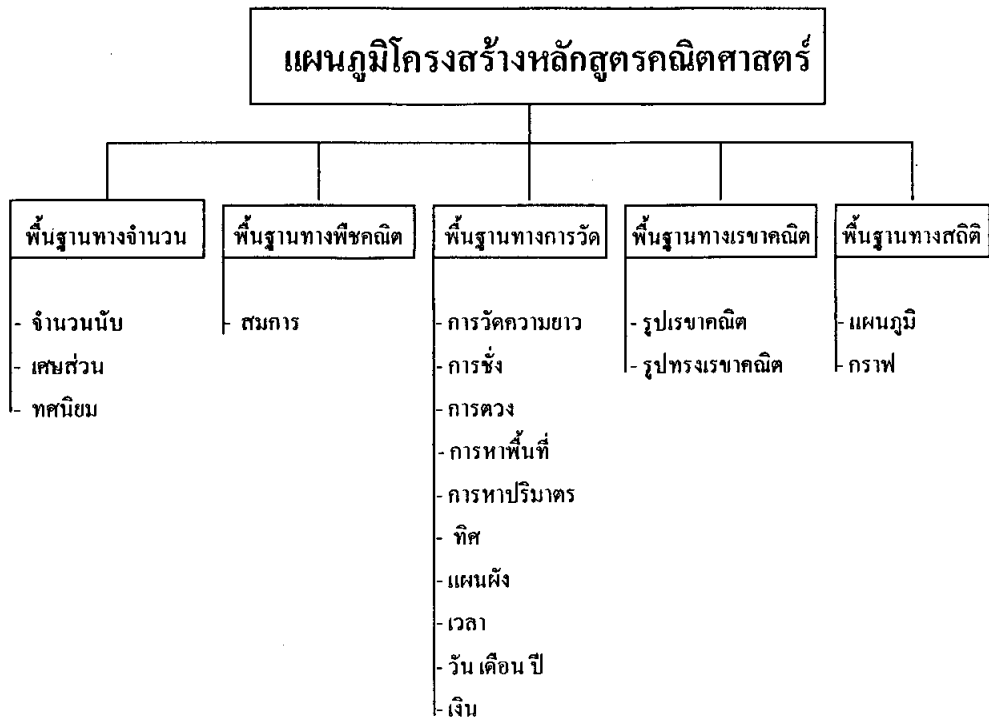 แผนภูมิโครงสร้างหลักสูตรคณิตศาสตร์
พื้นฐานทางจำนวน
- จำนวนนับ
- เศษส่วน
- ทศนิยม
พื้นฐานทางพีชคณิต
- สมการ
พื้นฐานทางการวัด
- การวัดความยาว
- การชั่ง
- การตวง
- การหาพื้นที่
- การหาปริมาตร
- ทิศ
- แผนผัง
- เวลา
- วัน เดือน ปี
- เงิน
พื้นฐานทางเรขาคณิต
- รูปเรขาคณิต
- รูปทรงเรขาคณิต
พื้นฐานทางสถิติ
- แผนภูมิ
- กราฟ